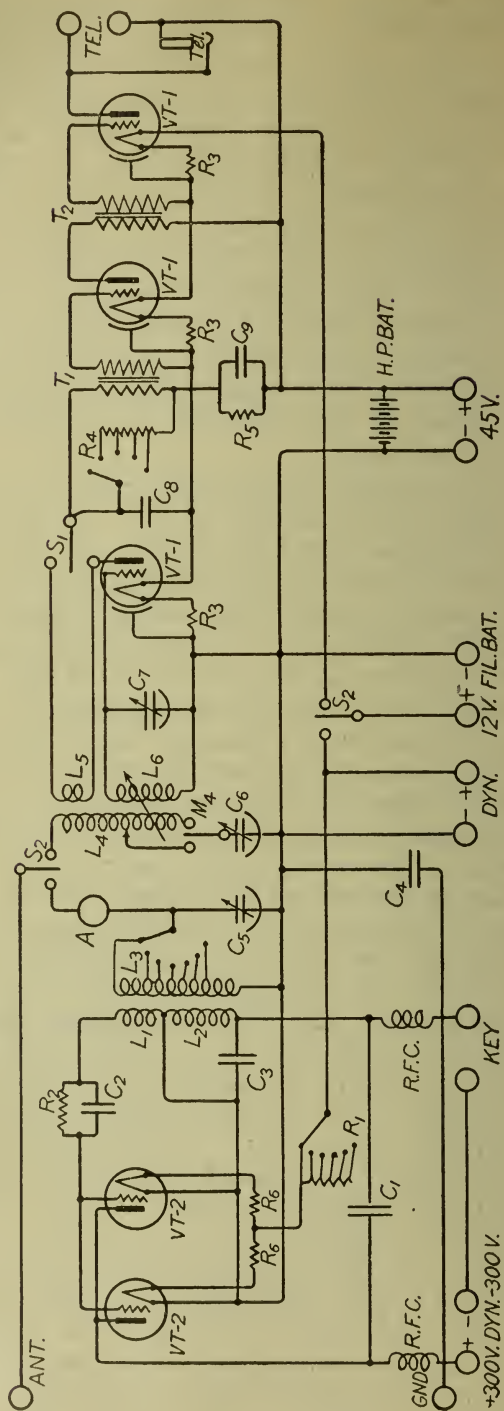 ANT.
TEL.
Tel.
S2
S1
T1
T2
R4
L5
VT-1
VT-1
VT-1
R2
C2
L4
L6
C7
C8
R3
R3
R3
A
M4
C6
R5
C9
L3
L1
L2
C5
VT-2
VT-2
C3
R6
R6
R1
S2
C4
C1
H.P. BAT.
R.F.C.
R.F.C.
GND
+ -
- +
+ -
- +
+300V. DYN.-300V.
KEY
DYN.
12V. FIL. BAT.
45V.